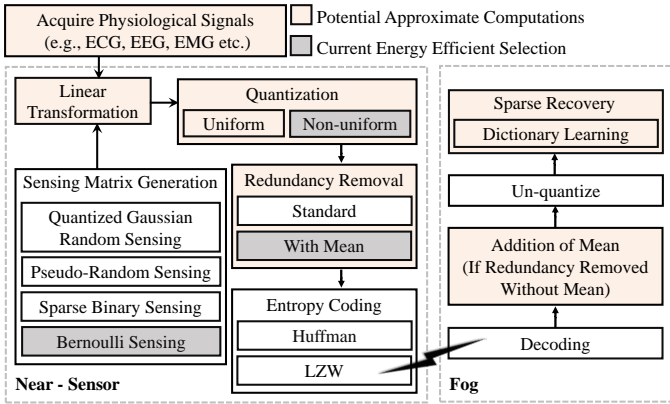 Acquire Physiological Signals
(e.g., ECG, EEG, EMG etc.)
Potential Approximate Computations
Current Energy Efficient Selection
Linear
Transformation
Quantization
Uniform
Non-uniform
Sensing Matrix Generation
Quantized Gaussian
Random Sensing
Pseudo-Random Sensing
Sparse Binary Sensing
Bernoulli Sensing
Redundancy Removal
Standard
With Mean
Entropy Coding
Huffman
LZW
Near - Sensor
Sparse Recovery
Dictionary Learning
Un-quantize
Addition of Mean
(If Redundancy Removed
Without Mean)
Decoding
Fog